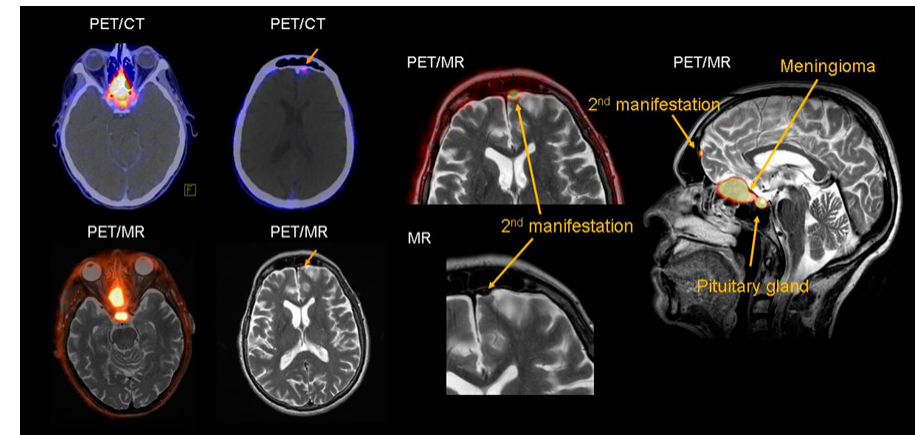 PET/CT
PET/CT
PET/MR
PET/MR
Meningioma
2nd manifestation
F
PET/MR
PET/MR
MR
2nd manifestation
Pituitary gland